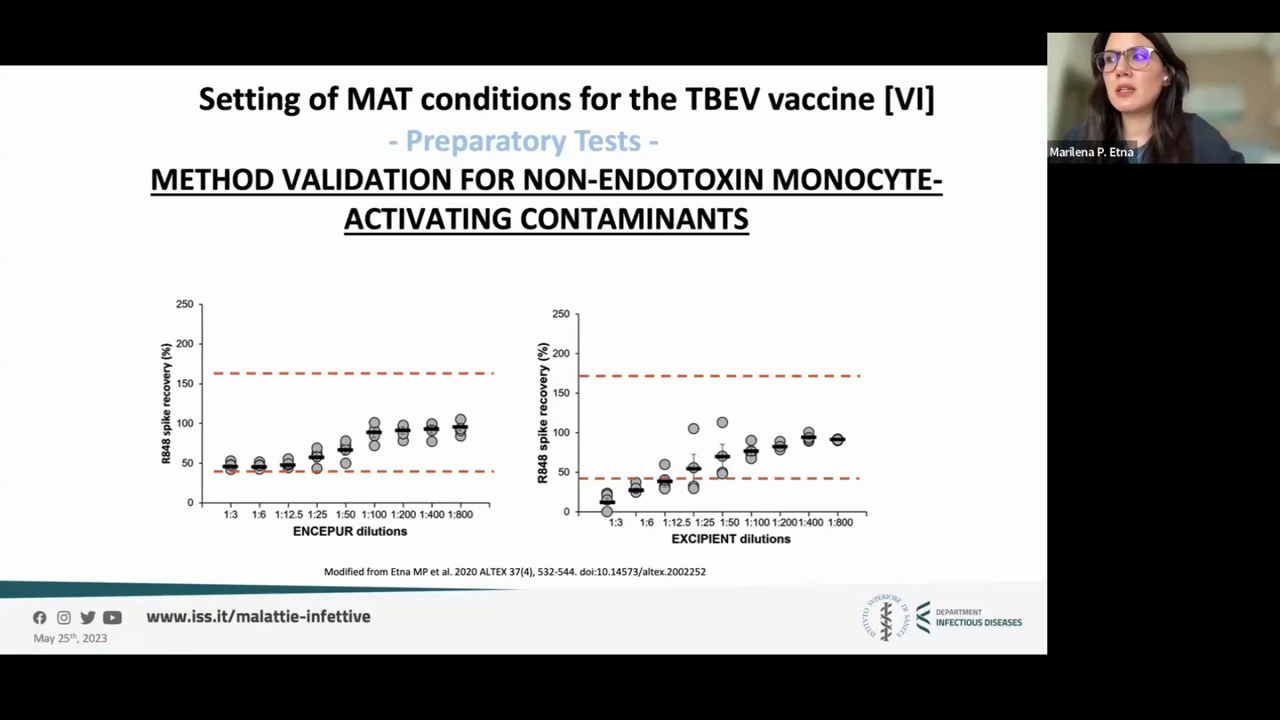 Setting of MAT conditions for the TBEV vaccine [VI]
- Preparatory Tests -
METHOD VALIDATION FOR NON-ENDOTOXIN MONOCYTE-
ACTIVATING CONTAMINANTS
Marilena P. Etna
R848 spike recovery (%)
250
200
150
100
50
0
1:3 1:6 1:12.5 1:25 1:50 1:100 1:200 1:400 1:800
ENCEPUR dilutions
R848 spike recovery (%)
250
200
150
100
50
0
1:3 1:6 1:12.5 1:25 1:50 1:100 1:200 1:400 1:800
EXCIPIENT dilutions
Modified from Etna MP et al. 2020 ALTEX 37(4), 532-544. doi:10.14573/altex.2002252
www.iss.it/malattie-infettive
May 25th, 2023
ISTITUTO SUPERIORE DI SANITÀ
DEPARTMENT
INFECTIOUS DISEASES